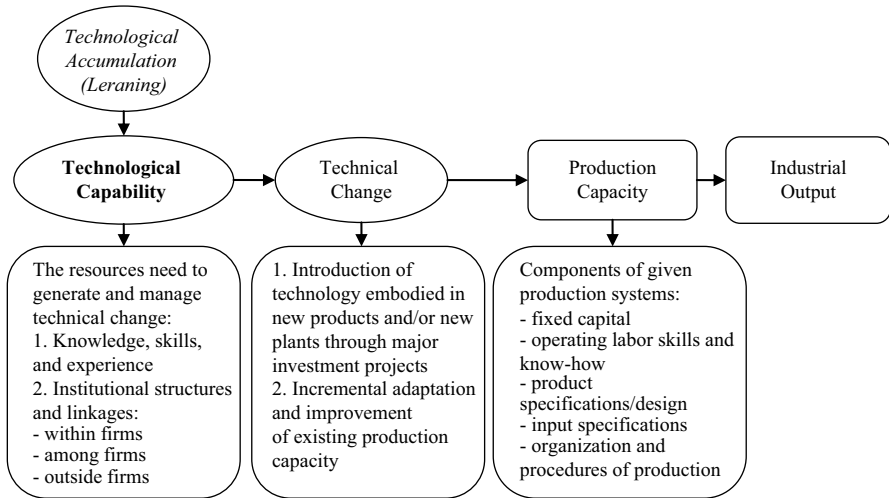 Technological
Accumulation
(Leraning)
Technological
Capability
Technical
Change
Production
Capacity
Industrial
Output
The resources need to
generate and manage
technical change:
1. Knowledge, skills,
and experience
2. Institutional structures
and linkages:
- within firms
- among firms
- outside firms
1. Introduction of
technology embodied in
new products and/or new
plants through major
investment projects
2. Incremental adaptation
and improvement
of existing production
capacity
Components of given
production systems:
- fixed capital
- operating labor skills and
know-how
- product
specifications/design
- input specifications
- organization and
procedures of production